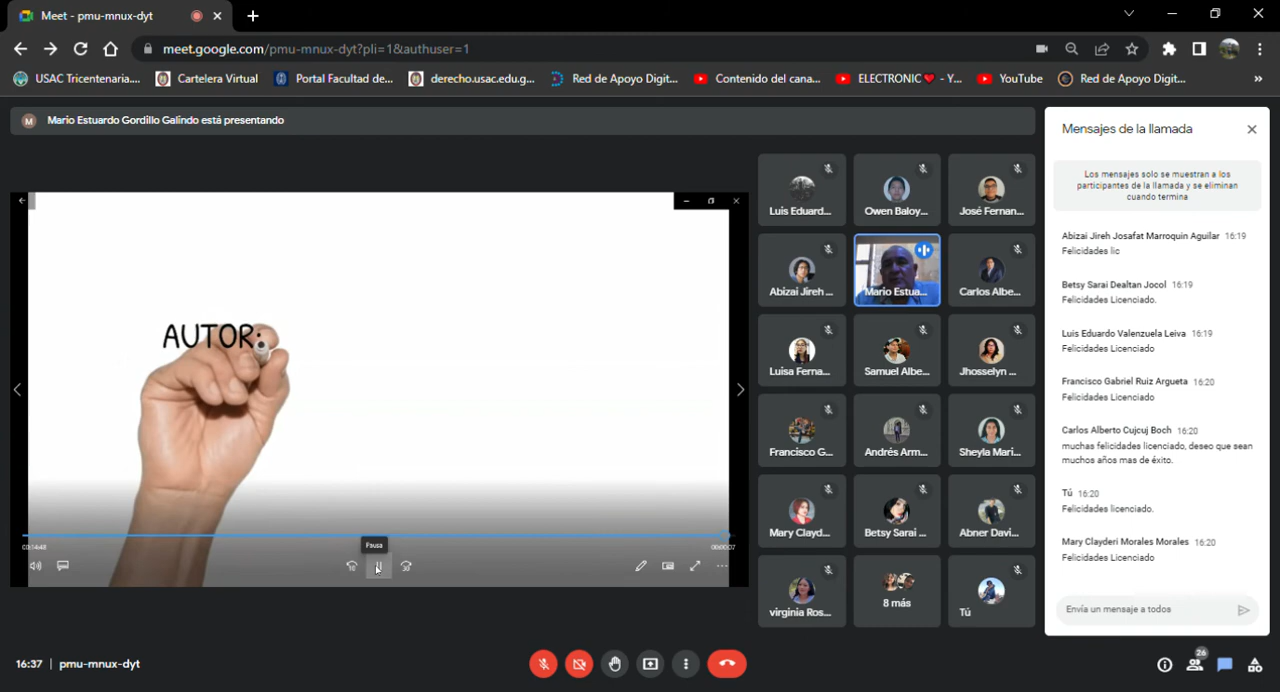 Meet - pmu-mnux-dyt
meet.google.com/pmu-mnux-dyt?pli=1&authuser=1
USAC Tricentenaria....
Cartelera Virtual
Portal Facultad de...
derecho.usac.edu.g...
Red de Apoyo Digit...
Contenido del cana...
ELECTRONIC❤ - Y...
YouTube
Red de Apoyo Digit...
M
Mario Estuardo Gordillo Galindo está presentando
AUTOR:
Pausa
00:14:48
00:00:07
10
30
Luis Eduard...
Owen Baloy...
José Fernan...
Abizai Jireh ...
Mario Estua...
Carlos Albe...
Luisa Ferna...
Samuel Albe...
Jhosselyn ...
Francisco G...
Andrés Arm...
Sheyla Mari...
Mary Clayd...
Betsy Sarai ...
Abner Davi...
virginia Ros...
8 más
Tú
Mensajes de la llamada
Los mensajes solo se muestran a los
participantes de la llamada y se eliminan
cuando termina
Abizai Jireh Josafat Marroquin Aguilar 16:19
Felicidades lic
Betsy Sarai Dealtan Jocol 16:19
Felicidades Licenciado.
Luis Eduardo Valenzuela Leiva 16:19
Felicidades Licenciado
Francisco Gabriel Ruiz Argueta 16:20
Felicidades Licenciado
Carlos Alberto Cujcuj Boch 16:20
muchas felicidades licenciado, deseo que sean
muchos años mas de éxito.
Tú 16:20
Felicidades licenciado.
Mary Clayderi Morales Morales 16:20
Felicidades Licenciado
Envía un mensaje a todos
16:37 | pmu-mnux-dyt
26